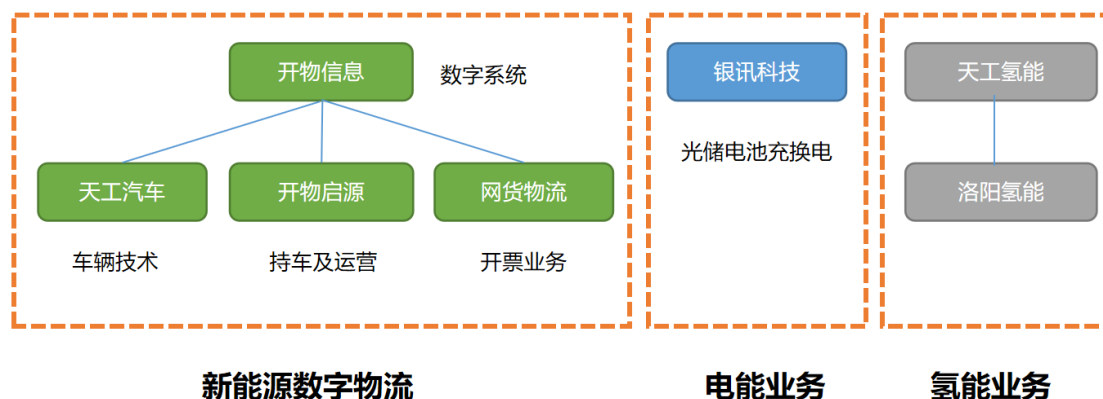 开物信息
数字系统
天工汽车
开物启源
网货物流
车辆技术
持车及运营
开票业务
新能源数字物流
银讯科技
光储电池充换电
电能业务
天工氢能
洛阳氢能
氢能业务